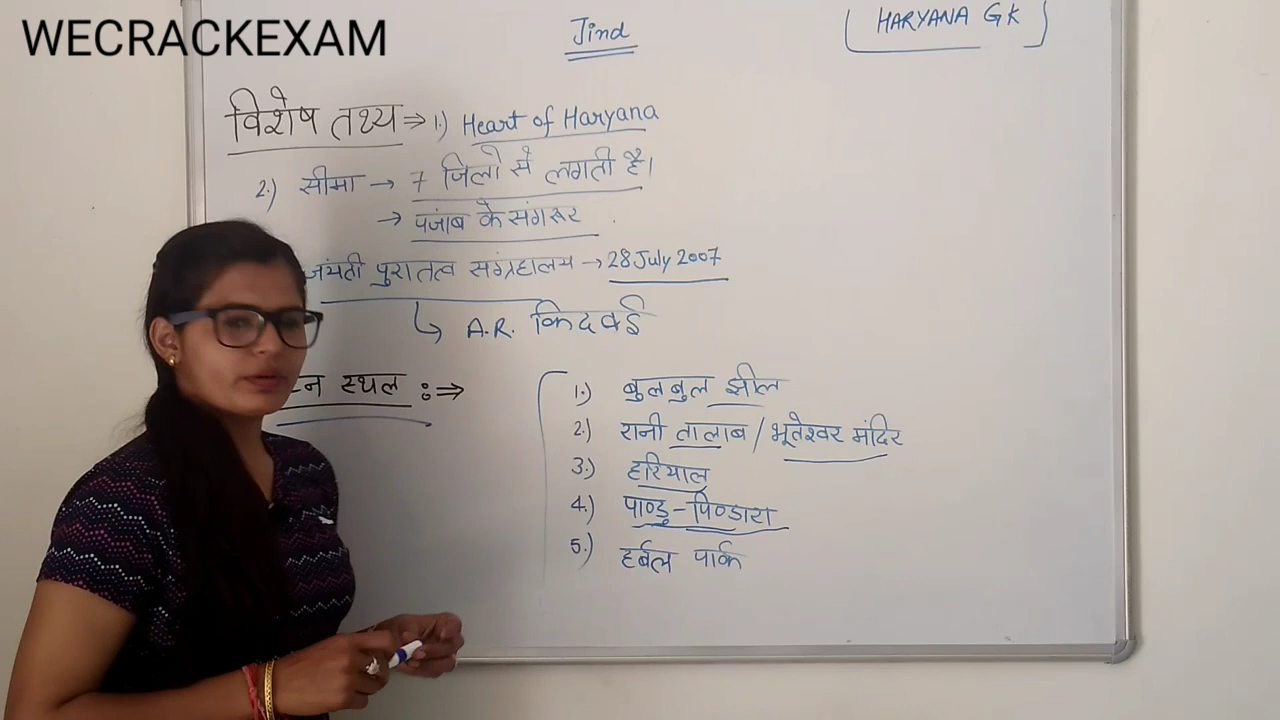 WECRACKEXAM
Jind
HARYANA GK
विशेष तथ्य ⇒ 1.) Heart of Haryana
2.) सीमा → 7 जिलों से लगती है।
→ पंजाब के संगरूर
जयंती पुरातत्व संग्रहालय → 28 July 2007
↳ A.R. किदवई
स्थल :⇒
1.) बुलबुल झील
2.) रानी तालाब / भूतेश्वर मंदिर
3.) हरियाल
4.) पाण्डु-पिण्डारा
5.) हर्बल पार्क